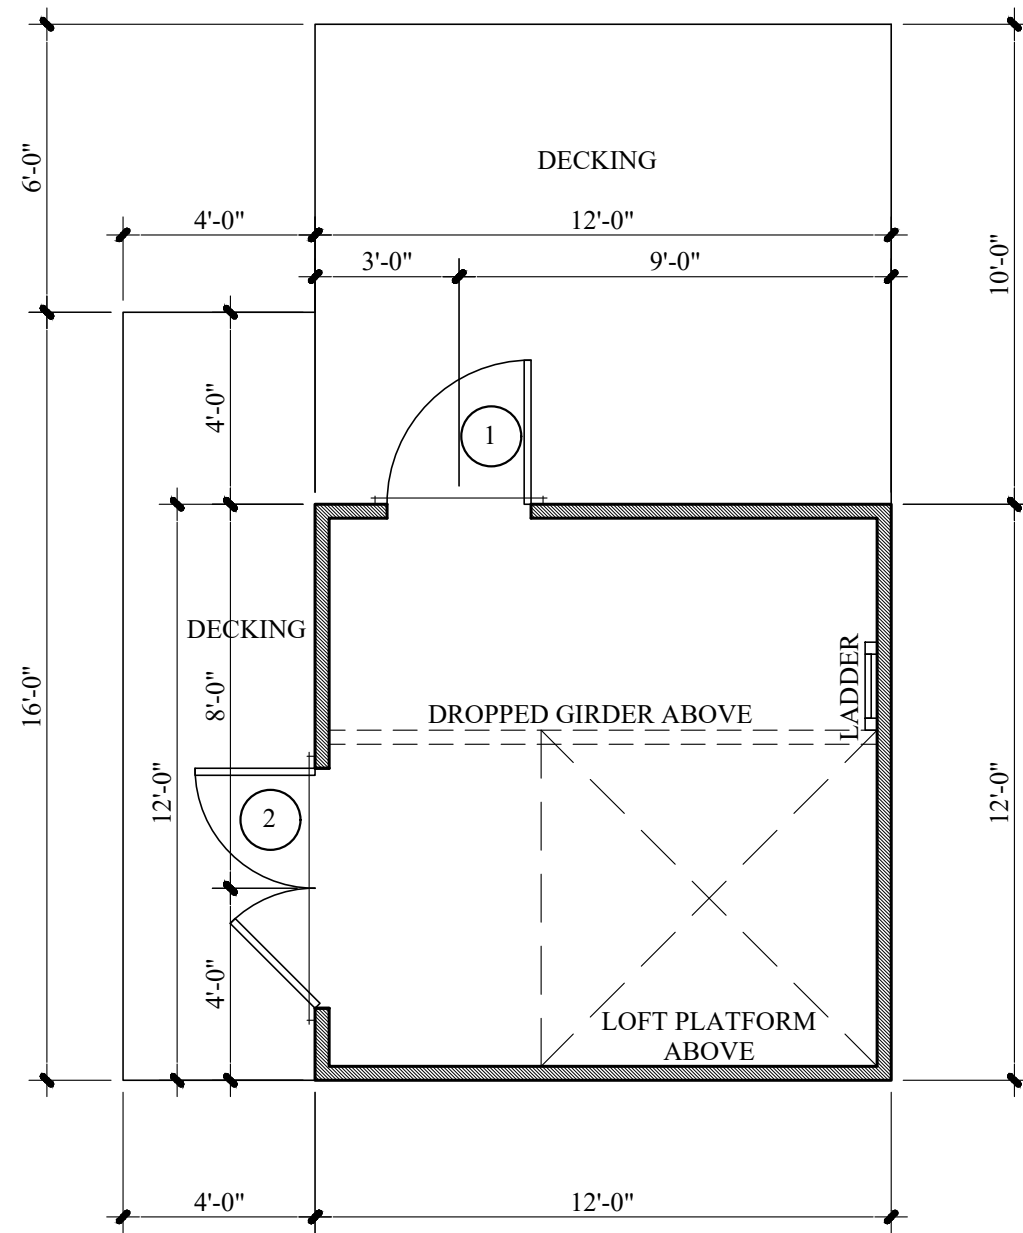 DECKING
6'-0"
4'-0"
12'-0"
3'-0"
9'-0"
10'-0"
4'-0"
1
DECKING
16'-0"
8'-0"
LADDER
DROPPED GIRDER ABOVE
12'-0"
2
12'-0"
4'-0"
LOFT PLATFORM
ABOVE
4'-0"
12'-0"